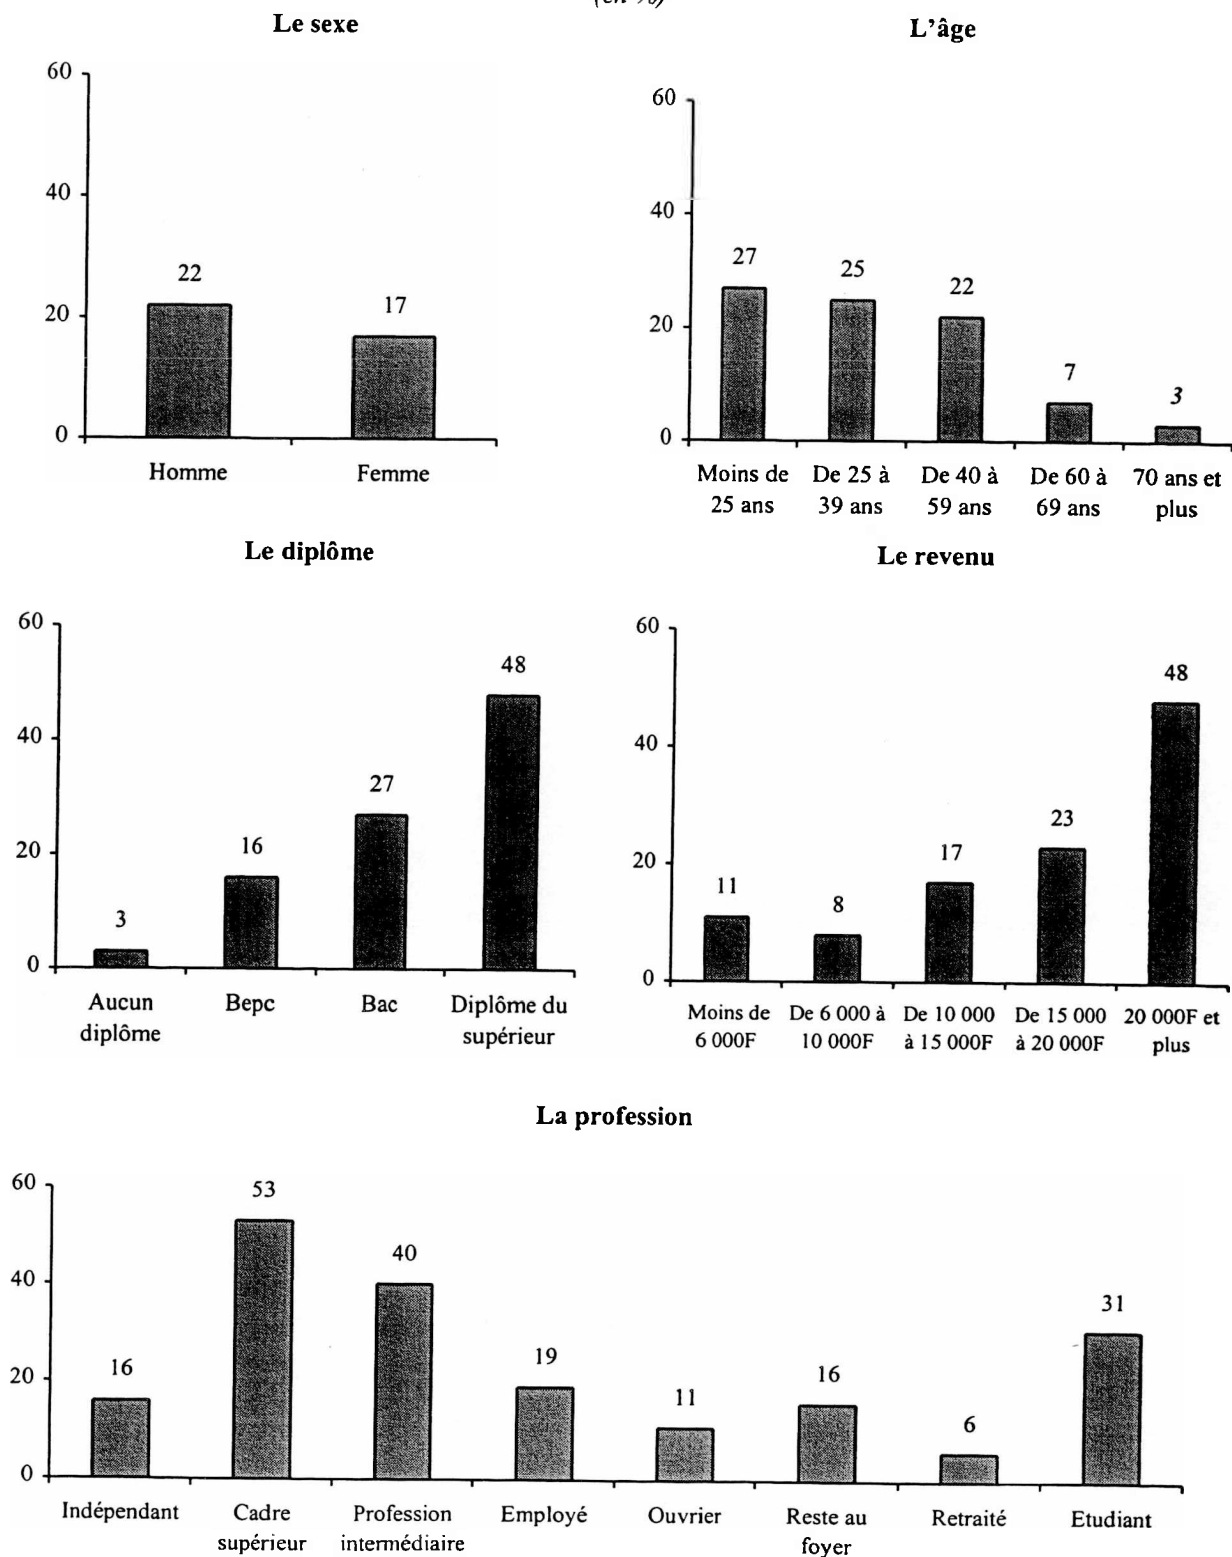 (en %)
Le sexe
60
40
20
0
22
17
Homme
Femme
L'âge
60
40
20
0
27
25
22
7
3
Moins de
25 ans
De 25 à
39 ans
De 40 à
59 ans
De 60 à
69 ans
70 ans et
plus
Le diplôme
60
40
20
0
3
16
27
48
Aucun
diplôme
Bepc
Bac
Diplôme du
supérieur
Le revenu
60
40
20
0
11
8
17
23
48
Moins de
6 000F
De 6 000 à
10 000F
De 10 000
à 15 000F
De 15 000
à 20 000F
20 000F et
plus
La profession
60
40
20
0
16
53
40
19
11
16
6
31
Indépendant
Cadre
supérieur
Profession
intermédiaire
Employé
Ouvrier
Reste au
foyer
Retraité
Etudiant